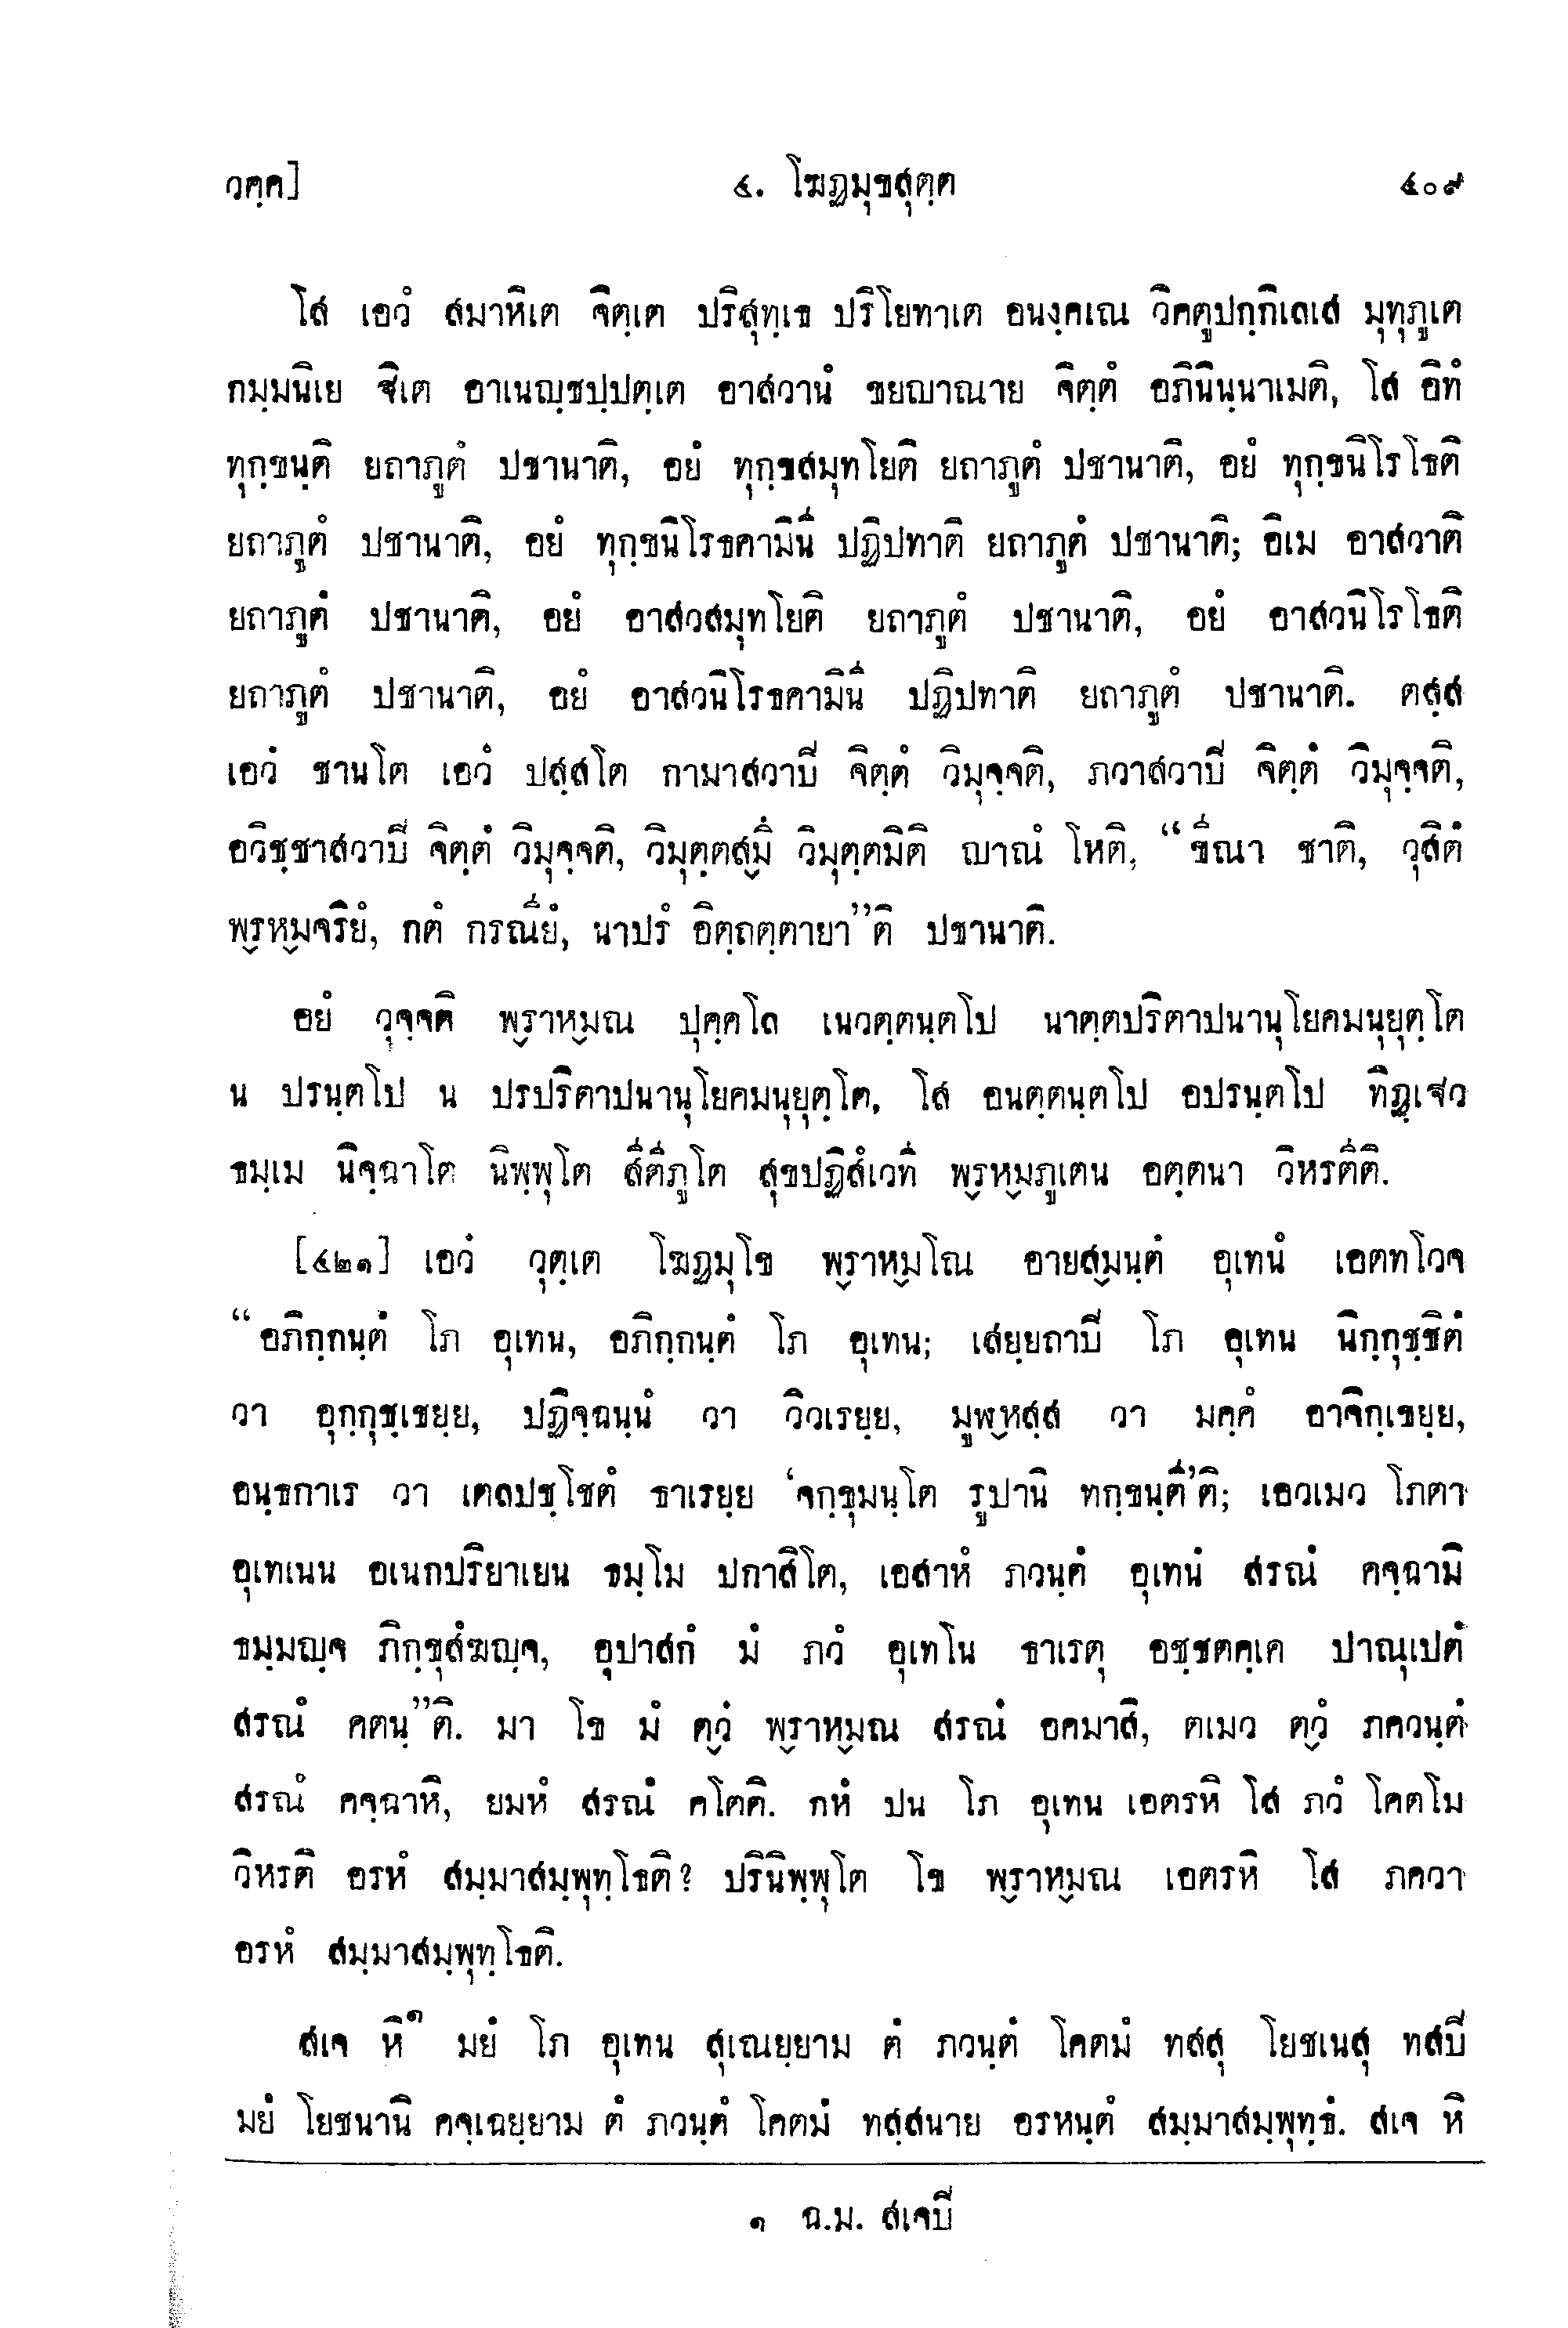 วคฺค]	๔. โฆฏมุขสุตฺต	๔๐๙
โส เอวํ สมาหิเต จิตฺเต ปริสุทฺเธ ปริโยทาเต อนงฺคเณ วิคตูปกฺกิเลเส มุทุภูเต
กมฺมนิเย ฐิเต อาเนญฺชปฺปตฺเต อาสวานํ ขยญาณาย จิตฺตํ อภินินฺนาเมติ, โส อิทํ
ทุกฺขนฺติ ยถาภูตํ ปชานาติ, อยํ ทุกฺขสมุทโยติ ยถาภูตํ ปชานาติ, อยํ ทุกฺขนิโรโธติ
ยถาภูตํ ปชานาติ, อยํ ทุกฺขนิโรธคามินี ปฏิปทาติ ยถาภูตํ ปชานาติ; อิเม อาสวาติ
ยถาภูตํ ปชานาติ, อยํ อาสวสมุทโยติ ยถาภูตํ ปชานาติ, อยํ อาสวนิโรโธติ
ยถาภูตํ ปชานาติ, อยํ อาสวนิโรธคามินี ปฏิปทาติ ยถาภูตํ ปชานาติ. ตสฺส
เอวํ ชานโต เอวํ ปสฺสโต กามาสวาปิ จิตฺตํ วิมุจฺจติ, ภวาสวาปิ จิตฺตํ วิมุจฺจติ,
อวิชฺชาสวาปิ จิตฺตํ วิมุจฺจติ, วิมุตฺตสฺมึ วิมุตฺตมิติ ญาณํ โหติ, “ขีณา ชาติ, วุสิตํ
พฺรหฺมจริยํ, กตํ กรณียํ, นาปรํ อิตฺถตฺตายา”ติ ปชานาติ.
อยํ วุจฺจติ พฺราหฺมณ ปุคฺคโล เนวตฺตนฺตโป นาตฺตปริตาปนานุโยคมนุยุตฺโต
น ปรนฺตโป น ปรปริตาปนานุโยคมนุยุตฺโต, โส อนตฺตนฺตโป อปรนฺตโป ทิฏฺเฐว
ธมฺเม นิจฺฉาโต นิพฺพุโต สีตีภูโต สุขปฏิสํเวที พฺรหฺมภูเตน อตฺตนา วิหรตีติ.
[๔๒๑] เอวํ วุตฺเต โฆฏมุโข พฺราหฺมโณ อายสฺมนฺตํ อุเทนํ เอตทโวจ
“อภิกฺกนฺตํ โภ อุเทน, อภิกฺกนฺตํ โภ อุเทน; เสยฺยถาปิ โภ อุเทน นิกฺกุชฺชิตํ
วา อุกฺกุชฺเชยฺย, ปฏิจฺฉนฺนํ วา วิวเรยฺย, มูฬฺหสฺส วา มคฺคํ อาจิกฺเขยฺย,
อนฺธกาเร วา เตลปชฺโชตํ ธาเรยฺย ‘จกฺขุมนฺโต รูปานิ ทกฺขนฺตี’ติ; เอวเมว โภตา
อุเทเนน อเนกปริยาเยน ธมฺโม ปกาสิโต, เอสาหํ ภวนฺตํ อุเทนํ สรณํ คจฺฉามิ
ธมฺมญฺจ ภิกฺขุสํฆญฺจ, อุปาสกํ มํ ภวํ อุเทโน ธาเรตุ อชฺชตคฺเค ปาณุเปตํ
สรณํ คตนฺ”ติ. มา โข มํ ตฺวํ พฺราหฺมณ สรณํ อคมาสิ, ตเมว ตฺวํ ภควนฺตํ
สรณํ คจฺฉาหิ, ยมหํ สรณํ คโตติ. กหํ ปน โภ อุเทน เอตรหิ โส ภวํ โคตโม
วิหรติ อรหํ สมฺมาสมฺพุทฺโธติ? ปรินิพฺพุโต โข พฺราหฺมณ เอตรหิ โส ภควา
อรหํ สมฺมาสมฺพุทฺโธติ.
สเจ หิ๑ มยํ โภ อุเทน สุเณยฺยาม ตํ ภวนฺตํ โคตมํ ทสสุ โยชเนสุ ทสปิ
มยํ โยชนานิ คจฺเฉยฺยาม ตํ ภวนฺตํ โคตมํ ทสฺสนาย อรหนฺตํ สมฺมาสมฺพุทฺธํ. สเจ หิ
๑ ฉ.ม. สเจปิ